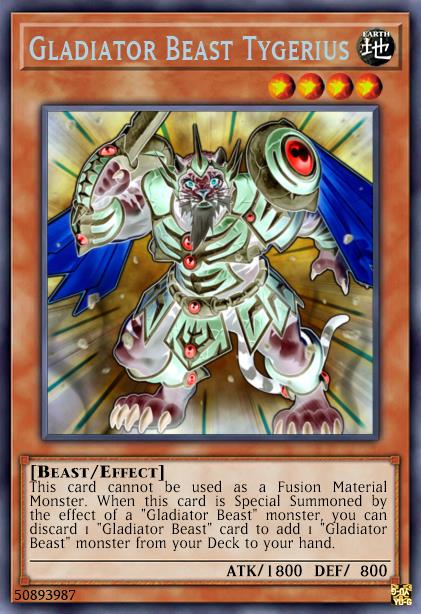 GLADIATOR BEAST TYGERIUS
EARTH
地
[BEAST/EFFECT]
This card cannot be used as a Fusion Material
Monster. When this card is Special Summoned by
the effect of a "Gladiator Beast" monster, you can
discard 1 "Gladiator Beast" card to add 1 "Gladiator
Beast" monster from your Deck to your hand.
ATK/1800 DEF/ 800
50893987